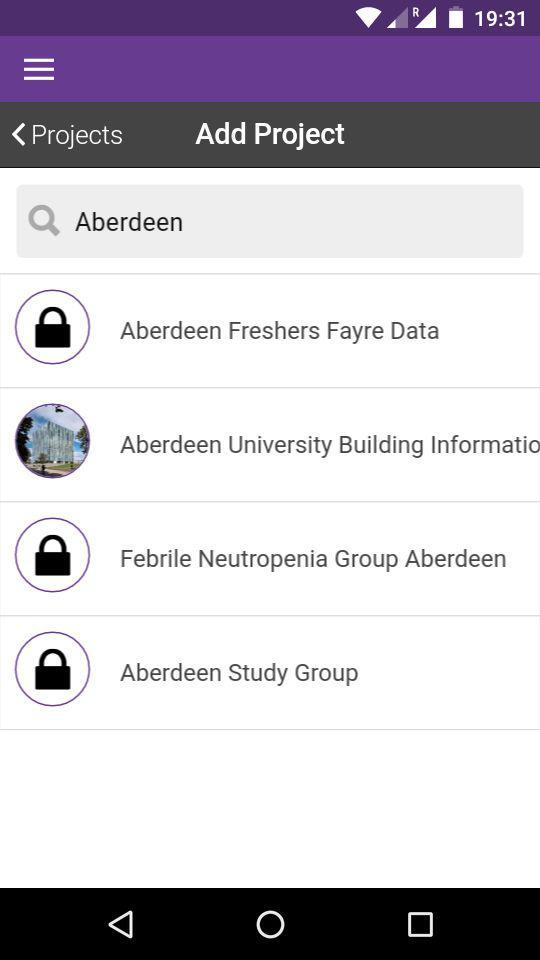 R 19:31
Projects Add Project
Aberdeen
Aberdeen Freshers Fayre Data
Aberdeen University Building Informatio
Febrile Neutropenia Group Aberdeen
Aberdeen Study Group